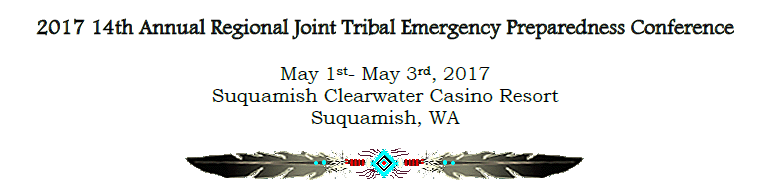 2017 14th Annual Regional Joint Tribal Emergency Preparedness Conference
May 1st- May 3rd, 2017
Suquamish Clearwater Casino Resort
Suquamish, WA